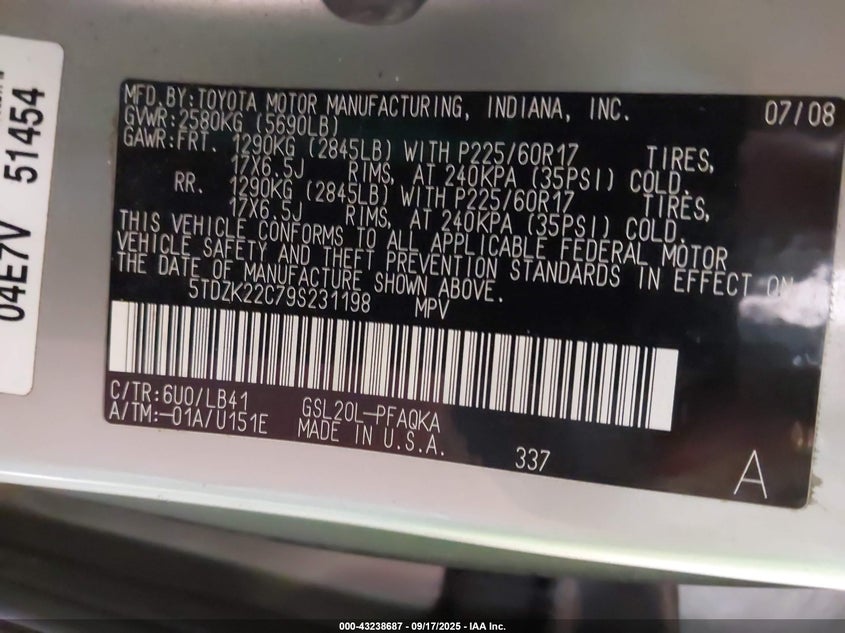 04E7V 51454
MFD.BY:TOYOTA MOTOR MANUFACTURING, INDIANA, INC. 07/08
GVWR:2580KG (5690LB)
GAWR:FRT. 1290KG (2845LB) WITH P225/60R17 TIRES,
17X6.5J RIMS, AT 240KPA (35PSI) COLD.
RR. 1290KG (2845LB) WITH P225/60R17 TIRES,
17X6.5J RIMS, AT 240KPA (35PSI) COLD.
THIS VEHICLE CONFORMS TO ALL APPLICABLE FEDERAL MOTOR
VEHICLE SAFETY AND THEFT PREVENTION STANDARDS IN EFFECT ON
THE DATE OF MANUFACTURE SHOWN ABOVE.
5TDZK22C79S231198 MPV
C/TR:6U0/LB41 GSL20L-PFAQKA
A/TM:-01A/U151E MADE IN U.S.A.
337
A
000-43238687 - 09/17/2025 - IAA Inc.